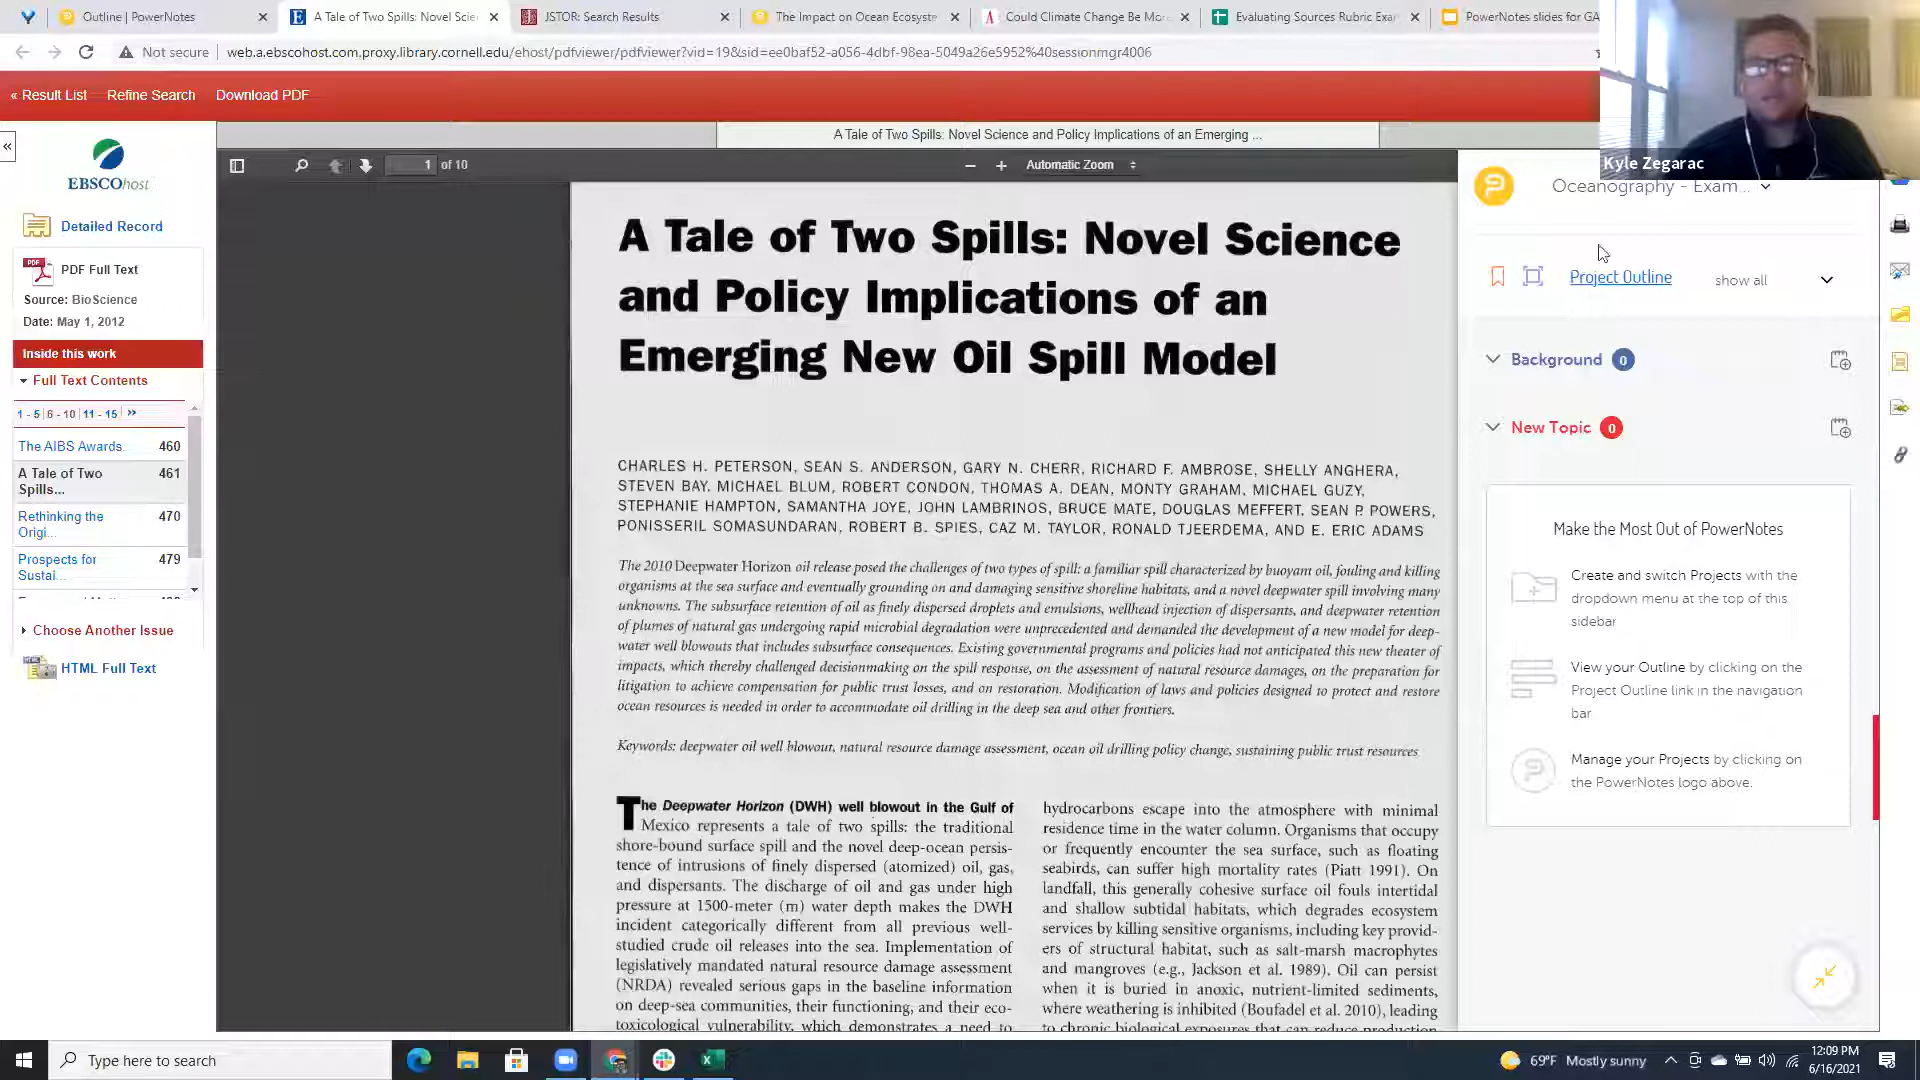 Outline | PowerNotes
A Tale of Two Spills: Novel Scie
JSTOR: Search Results
The Impact on Ocean Ecosyste
Could Climate Change Be Mor
Evaluating Sources Rubric Exa
PowerNotes slides for GA
Not secure
web.a.ebscohost.com.proxy.library.cornell.edu/ehost/pdfviewer/pdfviewer?vid=19&sid=ee0baf52-a056-4dbf-98ea-5049a26e5952%40sessionmgr4006
« Result List
Refine Search
Download PDF
Kyle Zegarac
A Tale of Two Spills: Novel Science and Policy Implications of an Emerging ...
1 of 10
Automatic Zoom
EBSCOhost
Detailed Record
PDF
PDF Full Text
Source: BioScience
Date: May 1, 2012
Inside this work
Full Text Contents
1 - 5 | 6 - 10 | 11 - 15 | »
The AIBS Awards. 460
A Tale of Two 461
Spills...
Rethinking the 470
Origi...
Prospects for 479
Sustai...
Choose Another Issue
HTML Full Text
A Tale of Two Spills: Novel Science
and Policy Implications of an
Emerging New Oil Spill Model
CHARLES H. PETERSON, SEAN S. ANDERSON, GARY N. CHERR, RICHARD F. AMBROSE, SHELLY ANGHERA,
STEVEN BAY, MICHAEL BLUM, ROBERT CONDON, THOMAS A. DEAN, MONTY GRAHAM, MICHAEL GUZY,
STEPHANIE HAMPTON, SAMANTHA JOYE, JOHN LAMBRINOS, BRUCE MATE, DOUGLAS MEFFERT, SEAN P. POWERS,
PONISSERIL SOMASUNDARAN, ROBERT B. SPIES, CAZ M. TAYLOR, RONALD TJEERDEMA, AND E. ERIC ADAMS
The 2010 Deepwater Horizon oil release posed the challenges of two types of spill: a familiar spill characterized by buoyant oil, fouling and killing
organisms at the sea surface and eventually grounding on and damaging sensitive shoreline habitats, and a novel deepwater spill involving many
unknowns. The subsurface retention of oil as finely dispersed droplets and emulsions, wellhead injection of dispersants, and deepwater retention
of plumes of natural gas undergoing rapid microbial degradation were unprecedented and demanded the development of a new model for deep-
water well blowouts that includes subsurface consequences. Existing governmental programs and policies had not anticipated this new theater of
impacts, which thereby challenged decisionmaking on the spill response, on the assessment of natural resource damages, on the preparation for
litigation to achieve compensation for public trust losses, and on restoration. Modification of laws and policies designed to protect and restore
ocean resources is needed in order to accommodate oil drilling in the deep sea and other frontiers.
Keywords: deepwater oil well blowout, natural resource damage assessment, ocean oil drilling policy change, sustaining public trust resources
The Deepwater Horizon (DWH) well blowout in the Gulf of
Mexico represents a tale of two spills: the traditional
shore-bound surface spill and the novel deep-ocean persis-
tence of intrusions of finely dispersed (atomized) oil, gas,
and dispersants. The discharge of oil and gas under high
pressure at 1500-meter (m) water depth makes the DWH
incident categorically different from all previous well-
studied crude oil releases into the sea. Implementation of
legislatively mandated natural resource damage assessment
(NRDA) revealed serious gaps in the baseline information
on deep-sea communities, their functioning, and their eco-
toxicological vulnerability, which demonstrates a need to
hydrocarbons escape into the atmosphere with minimal
residence time in the water column. Organisms that occupy
or frequently encounter the sea surface, such as floating
seabirds, can suffer high mortality rates (Piatt 1991). On
landfall, this generally cohesive surface oil fouls intertidal
and shallow subtidal habitats, which degrades ecosystem
services by killing sensitive organisms, including key provid-
ers of structural habitat, such as salt-marsh macrophytes
and mangroves (e.g., Jackson et al. 1989). Oil can persist
when it is buried in anoxic, nutrient-limited sediments,
where weathering is inhibited (Boufadel et al. 2010), leading
to chronic biological exposures that can reduce production
Oceanography - Exam...
Project Outline
show all
Background 0
New Topic 0
Make the Most Out of PowerNotes
Create and switch Projects with the
dropdown menu at the top of this
sidebar
View your Outline by clicking on the
Project Outline link in the navigation
bar
Manage your Projects by clicking on
the PowerNotes logo above.
Type here to search
69°F Mostly sunny
12:09 PM
6/16/2021